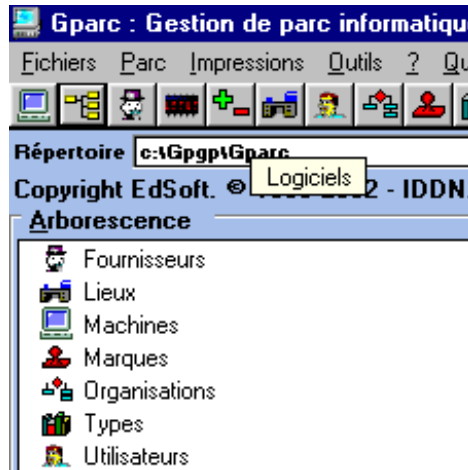 Gparc : Gestion de parc informatiqu
Fichiers Parc Impressions Outils ? Qu
Répertoire c:\Gpgp\Gparc
Logiciels
Copyright EdSoft. © 2 - IDDN.
Arborescence
Fournisseurs
Lieux
Machines
Marques
Organisations
Types
Utilisateurs